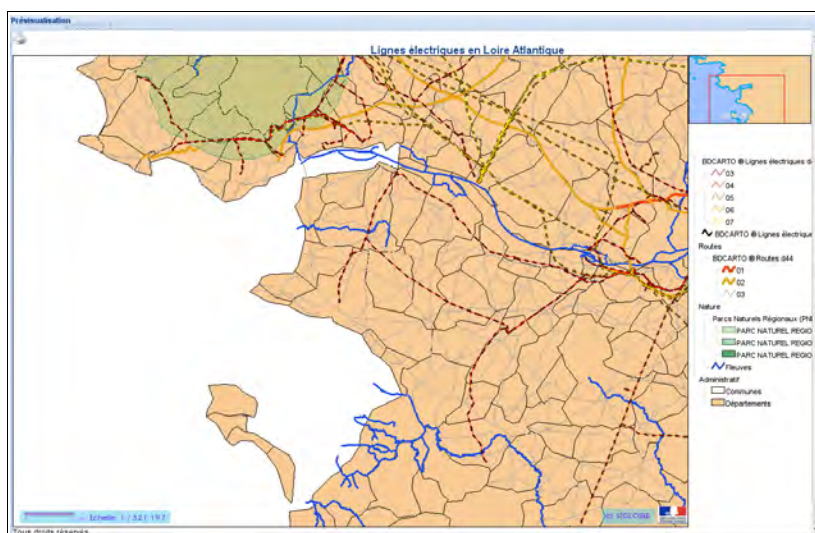 Prévisualisation
Lignes électriques en Loire Atlantique
BDCARTO ® Lignes électriques d
03
04
05
06
07
BDCARTO ® Lignes électrique
Routes
BDCARTO ® Routes d44
01
02
03
Nature
Parcs Naturels Régionaux (PN
PARC NATUREL REGIO
PARC NATUREL REGIO
PARC NATUREL REGIO
Fleuves
Administratif
Communes
Départements
Echelle: 1 /
Tous droits réservés